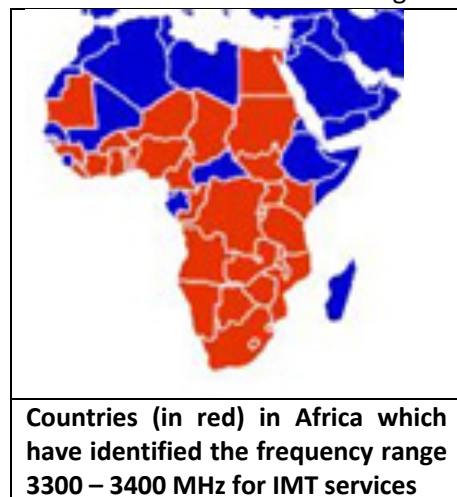 Countries (in red) in Africa which
have identified the frequency range
3300 – 3400 MHz for IMT services